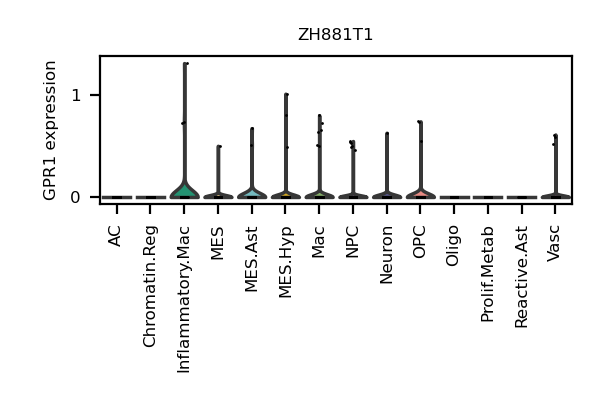 ZH881T1
GPR1 expression
1
0
AC
Chromatin.Reg
Inflammatory.Mac
MES
MES.Ast
MES.Hyp
Mac
NPC
Neuron
OPC
Oligo
Prolif.Metab
Reactive.Ast
Vasc